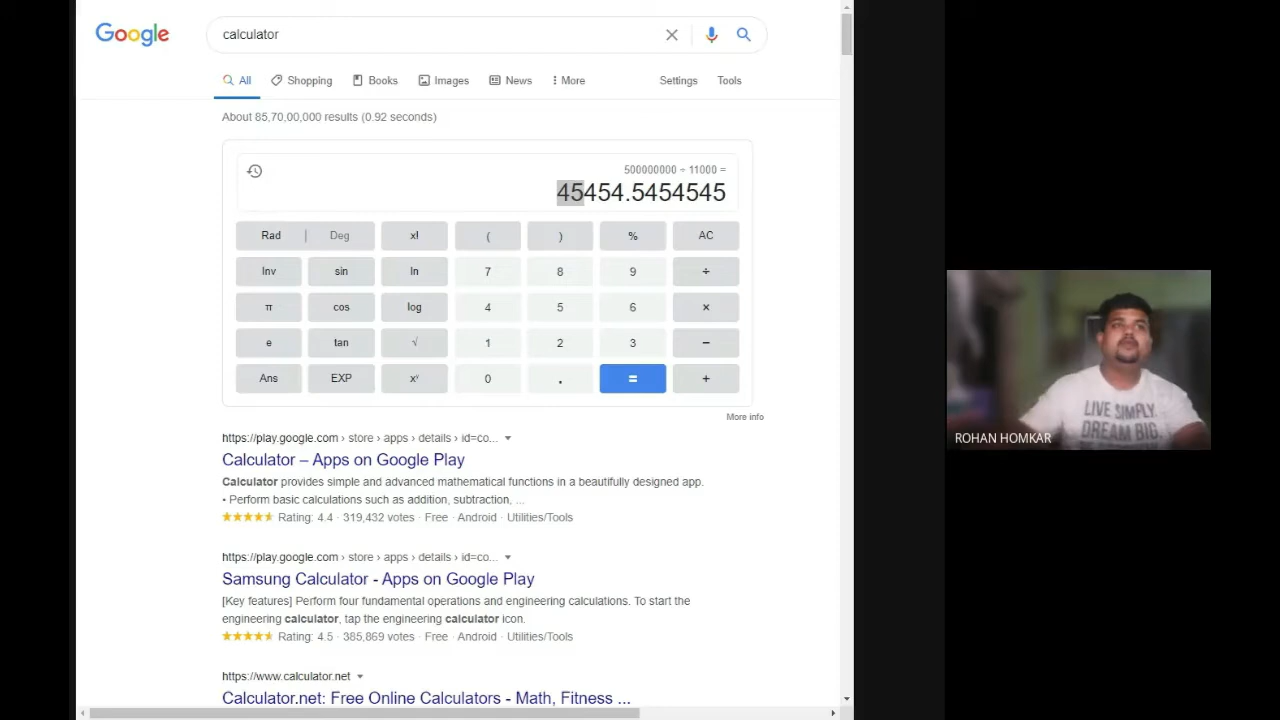 Google
calculator
All Shopping Books Images News More Settings Tools
About 85,70,00,000 results (0.92 seconds)
500000000 ÷ 11000 =
45454.5454545
Rad | Deg x! ( ) % AC
Inv sin ln 7 8 9 ÷
π cos log 4 5 6 ×
e tan √ 1 2 3 −
Ans EXP xʸ 0 . = +
More info
https://play.google.com › store › apps › details › id=co...
Calculator – Apps on Google Play
Calculator provides simple and advanced mathematical functions in a beautifully designed app.
• Perform basic calculations such as addition, subtraction, ...
Rating: 4.4 · 319,432 votes · Free · Android · Utilities/Tools
https://play.google.com › store › apps › details › id=co...
Samsung Calculator - Apps on Google Play
[Key features] Perform four fundamental operations and engineering calculations. To start the
engineering calculator, tap the engineering calculator icon.
Rating: 4.5 · 385,869 votes · Free · Android · Utilities/Tools
https://www.calculator.net
Calculator.net: Free Online Calculators - Math, Fitness ...
LIVE SIMPLY.
DREAM BIG.
ROHAN HOMKAR